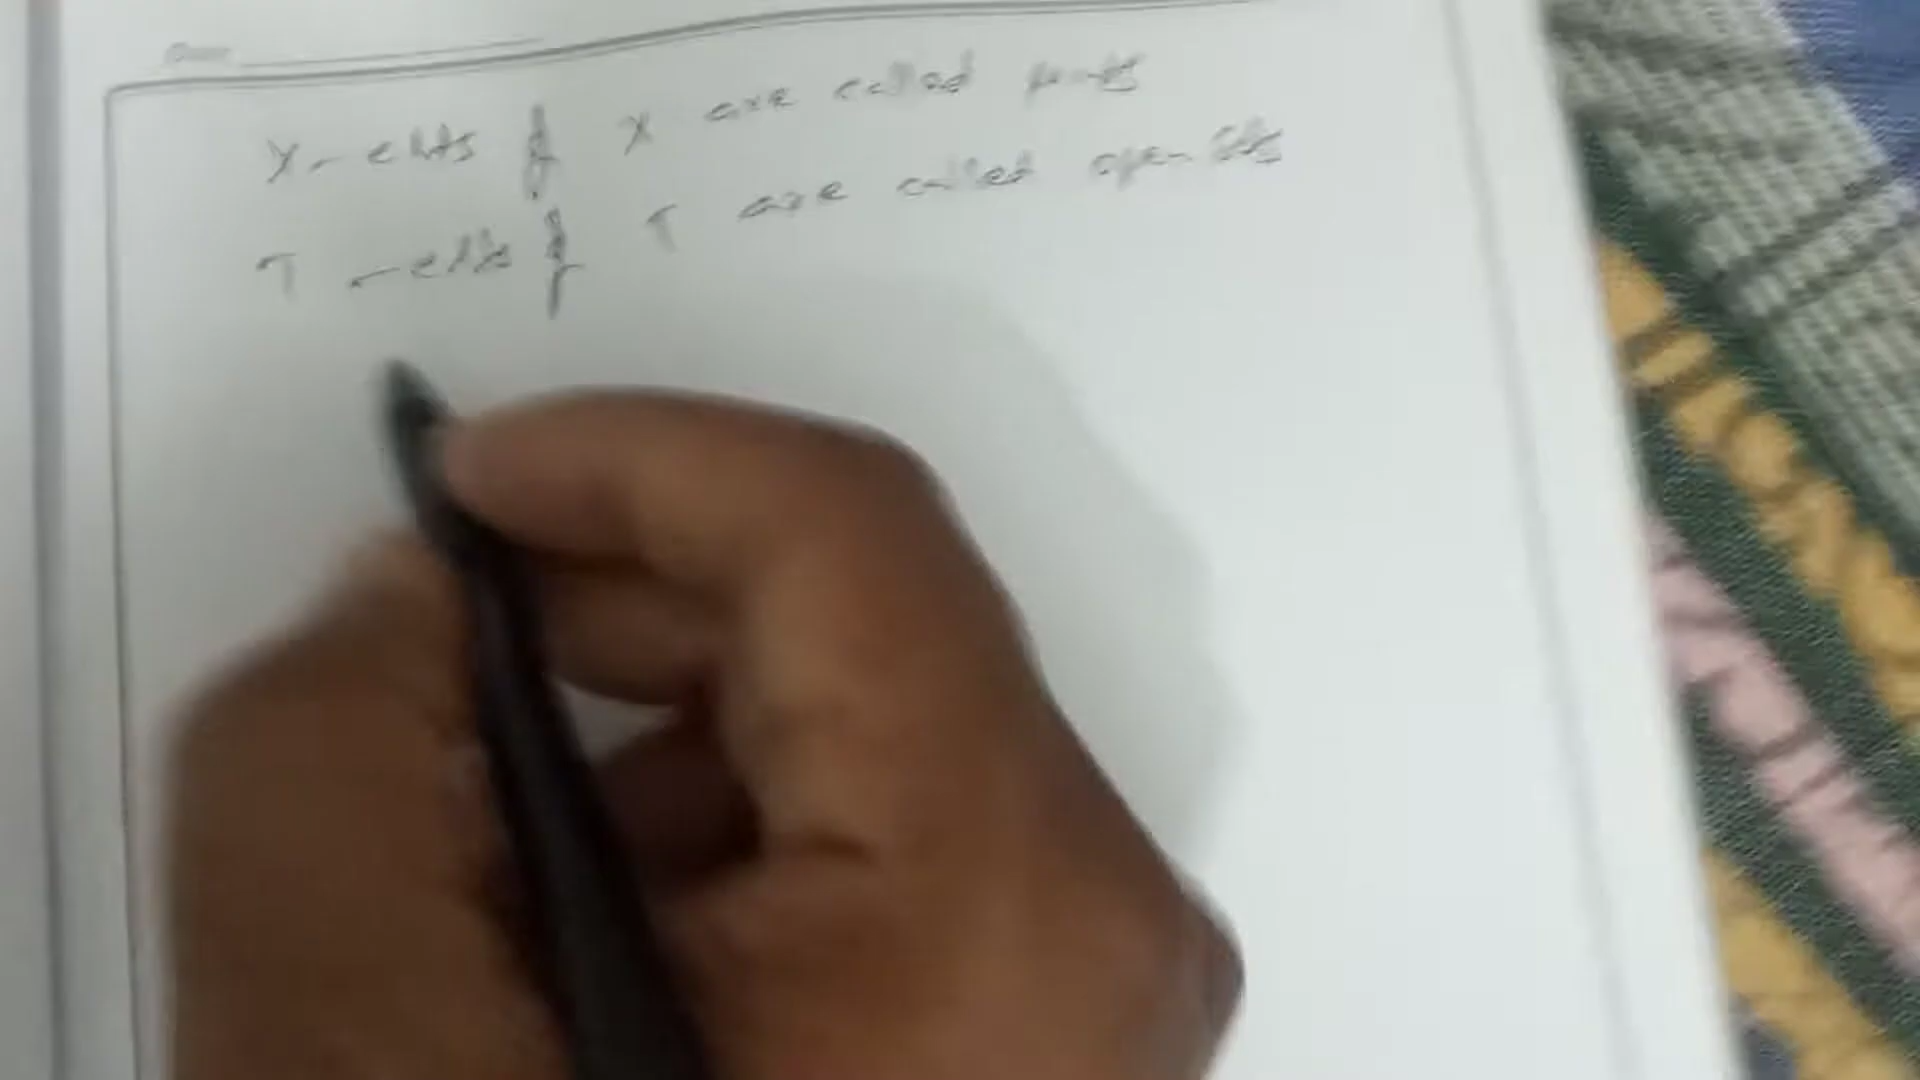 X - elts of X are called points
T - elts of T are called open sets